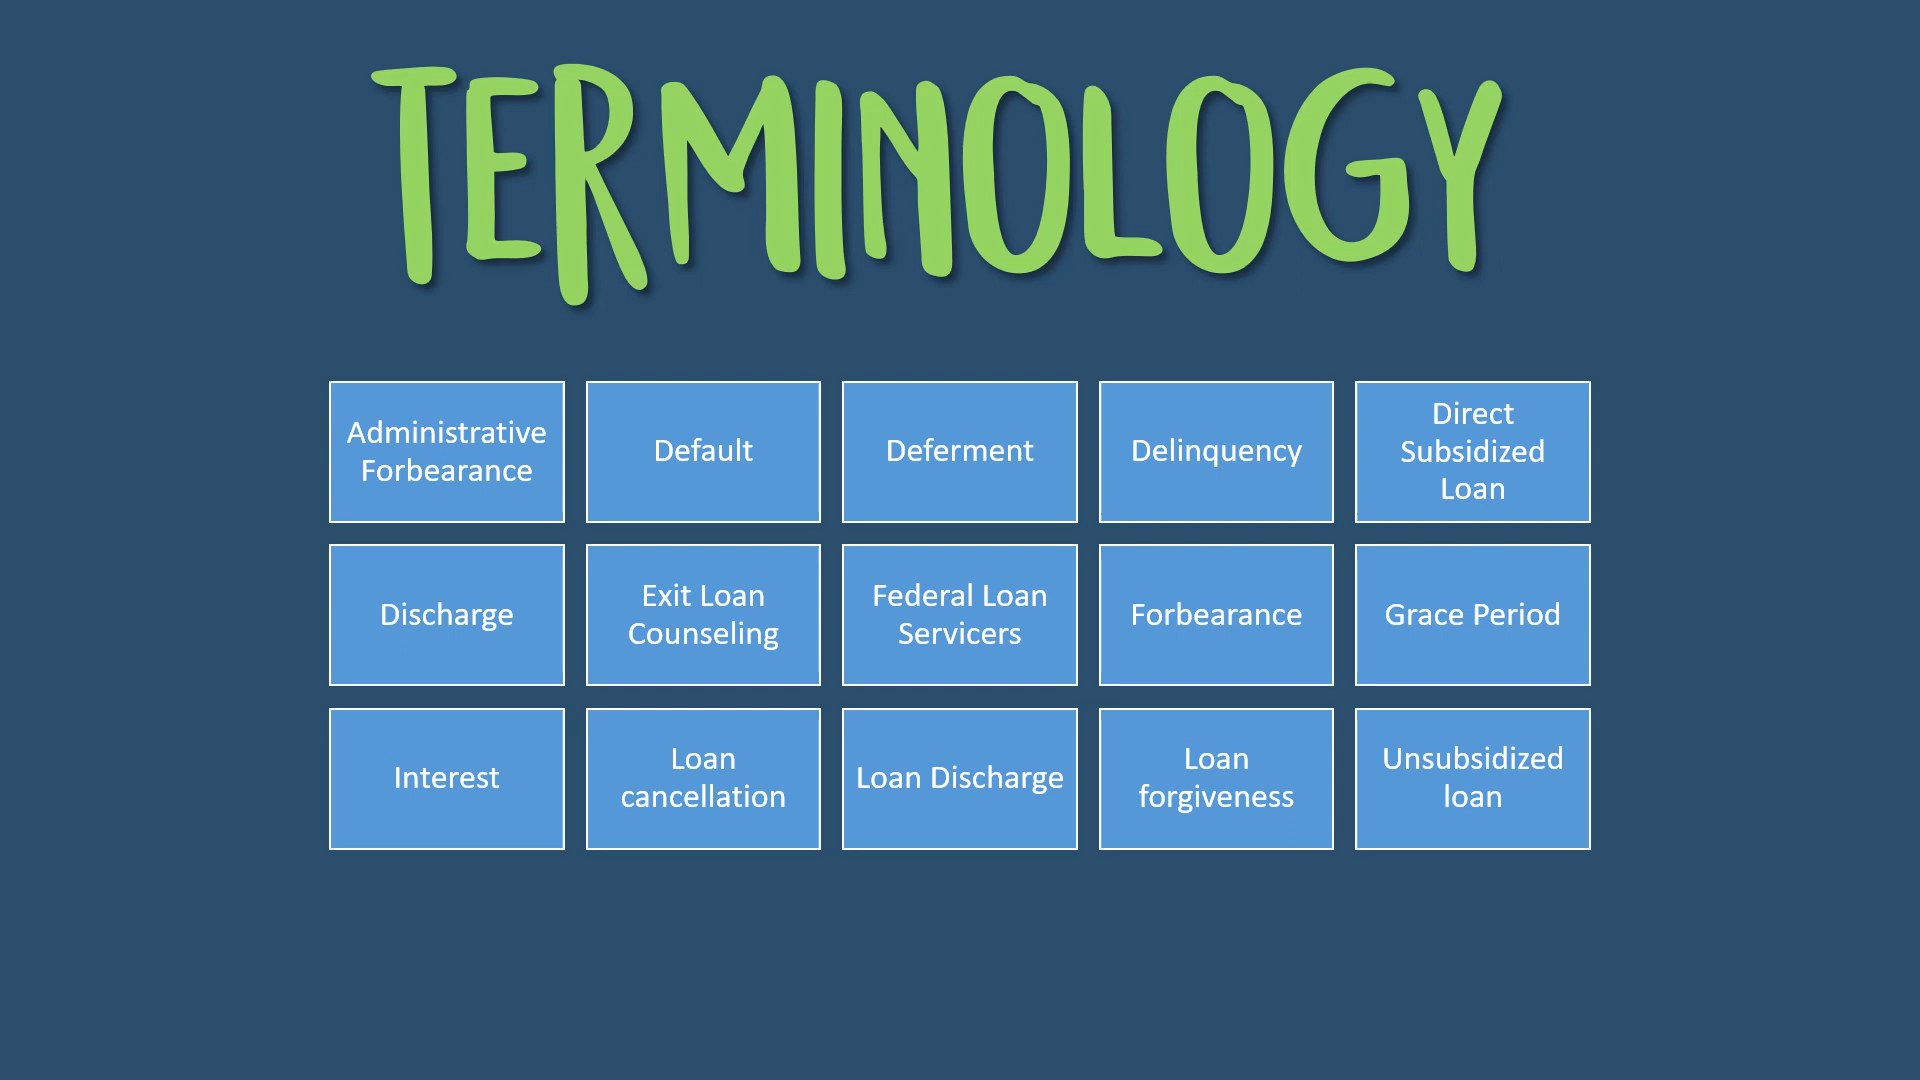 TERMINOLOGY
Administrative
Forbearance
Default
Deferment
Delinquency
Direct
Subsidized
Loan
Discharge
Exit Loan
Counseling
Federal Loan
Servicers
Forbearance
Grace Period
Interest
Loan
cancellation
Loan Discharge
Loan
forgiveness
Unsubsidized
loan